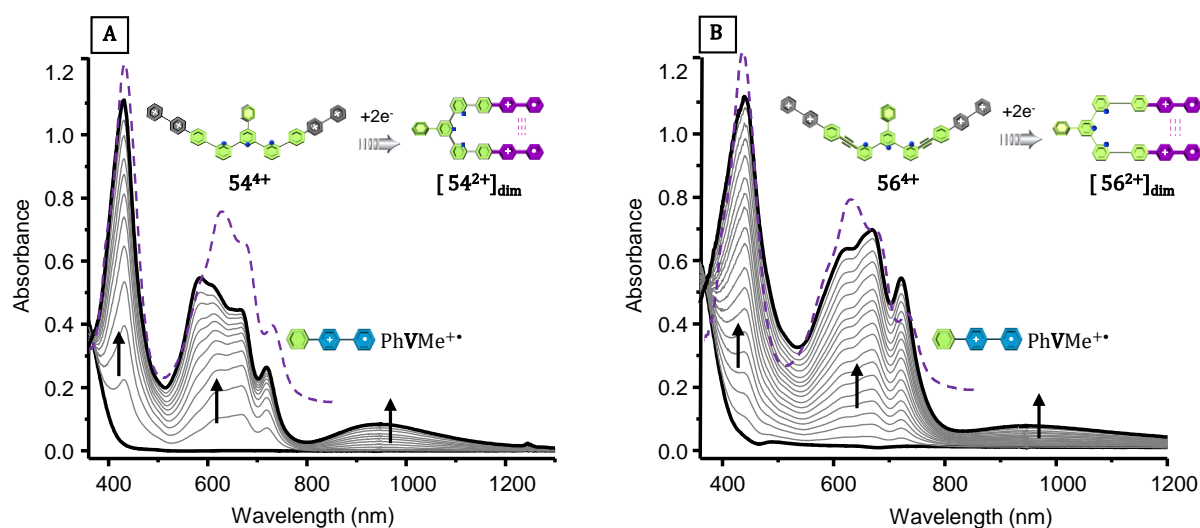 A
Absorbance
1.2
1.0
0.8
0.6
0.4
0.2
0.0
+2e-
54⁴⁺
[ 54²⁺]dim
PhVMe⁺•
400 600 800 1000 1200
Wavelength (nm)
B
Absorbance
1.2
1.0
0.8
0.6
0.4
0.2
0.0
+2e-
56⁴⁺
[ 56²⁺]dim
PhVMe⁺•
400 600 800 1000 1200
Wavelength (nm)